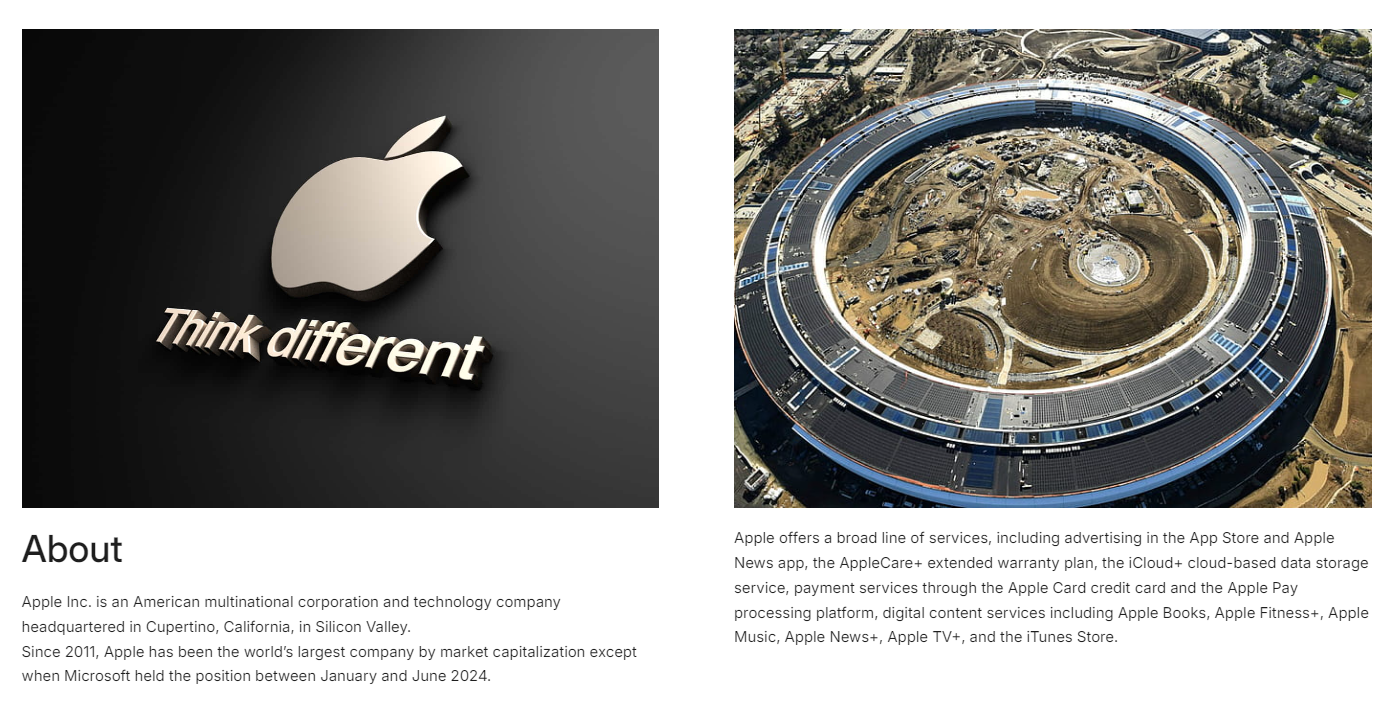 Think different
About
Apple Inc. is an American multinational corporation and technology company
headquartered in Cupertino, California, in Silicon Valley.
Since 2011, Apple has been the world’s largest company by market capitalization except
when Microsoft held the position between January and June 2024.
Apple offers a broad line of services, including advertising in the App Store and Apple
News app, the AppleCare+ extended warranty plan, the iCloud+ cloud-based data storage
service, payment services through the Apple Card credit card and the Apple Pay
processing platform, digital content services including Apple Books, Apple Fitness+, Apple
Music, Apple News+, Apple TV+, and the iTunes Store.